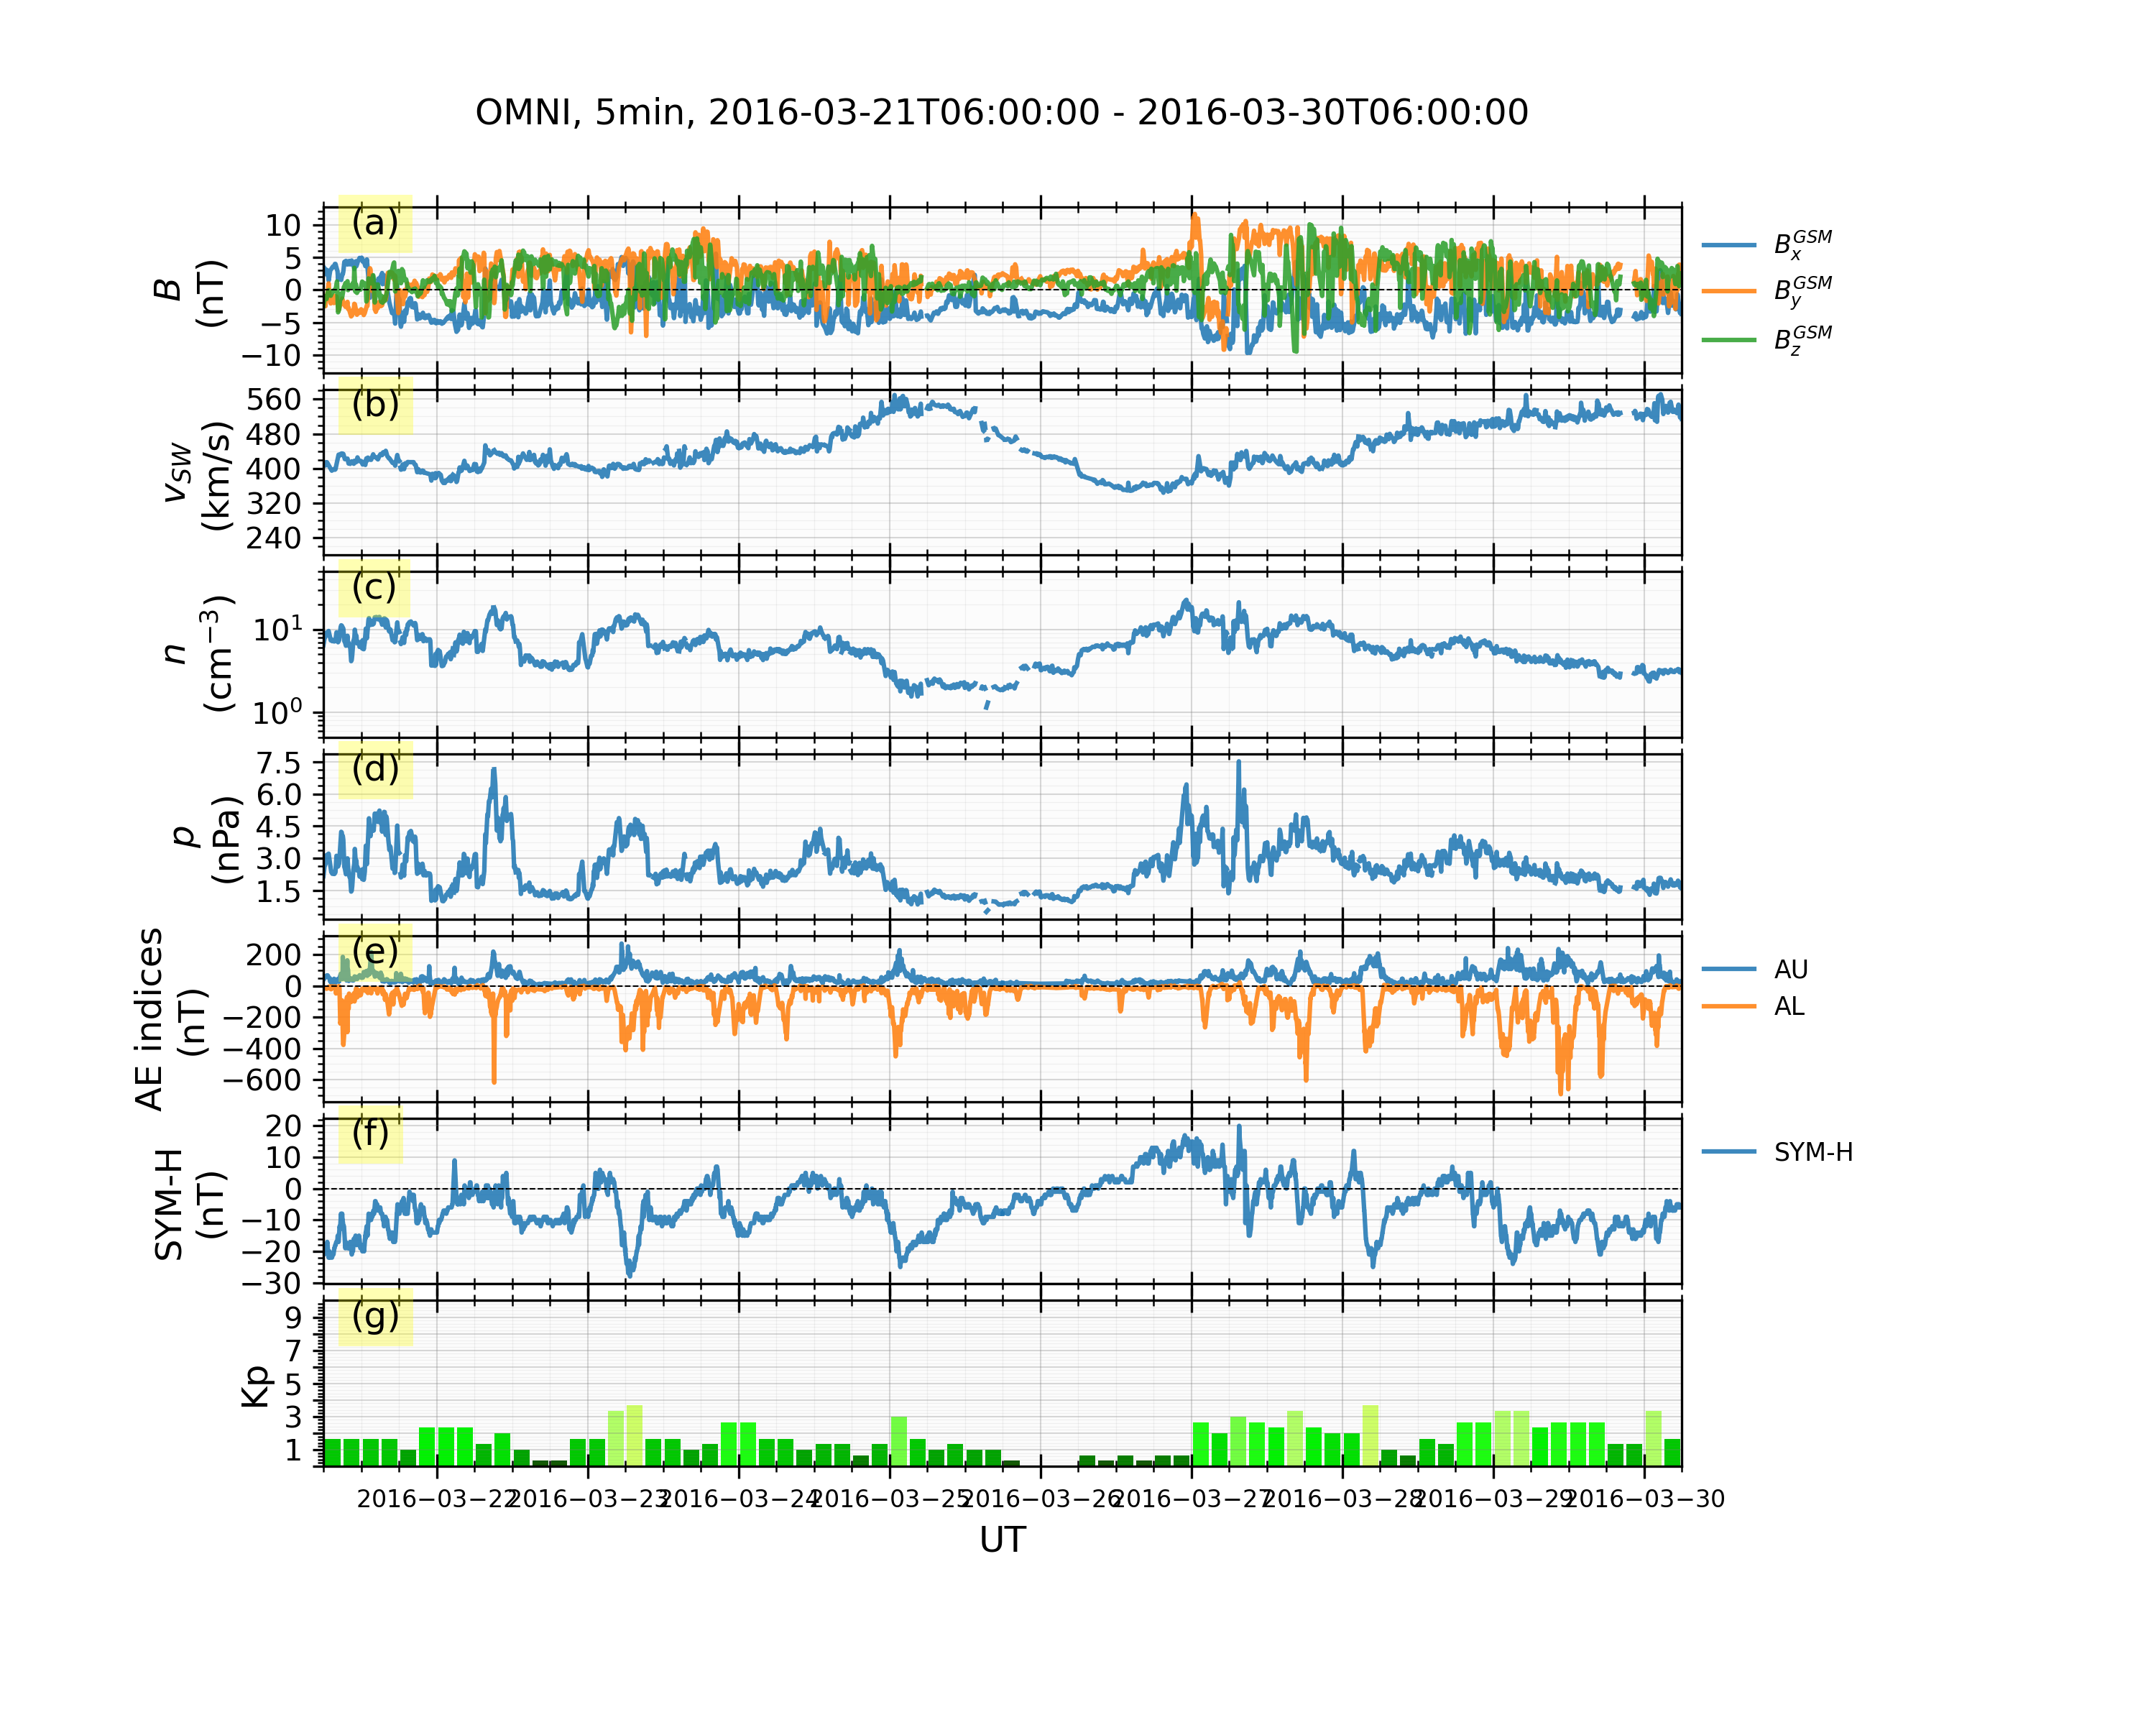 OMNI, 5min, 2016-03-21T06:00:00 - 2016-03-30T06:00:00
(a)
10
5
0
−5
−10
B
(nT)
B_x^{GSM}
B_y^{GSM}
B_z^{GSM}
(b)
560
480
400
320
240
v_{SW}
(km/s)
(c)
10^1
10^0
n
(cm^{−3})
(d)
7.5
6.0
4.5
3.0
1.5
p
(nPa)
(e)
200
0
−200
−400
−600
AE indices
(nT)
AU
AL
(f)
20
10
0
−10
−20
−30
SYM-H
(nT)
SYM-H
(g)
9
7
5
3
1
Kp
2016−03−22
2016−03−23
2016−03−24
2016−03−25
2016−03−26
2016−03−27
2016−03−28
2016−03−29
2016−03−30
UT